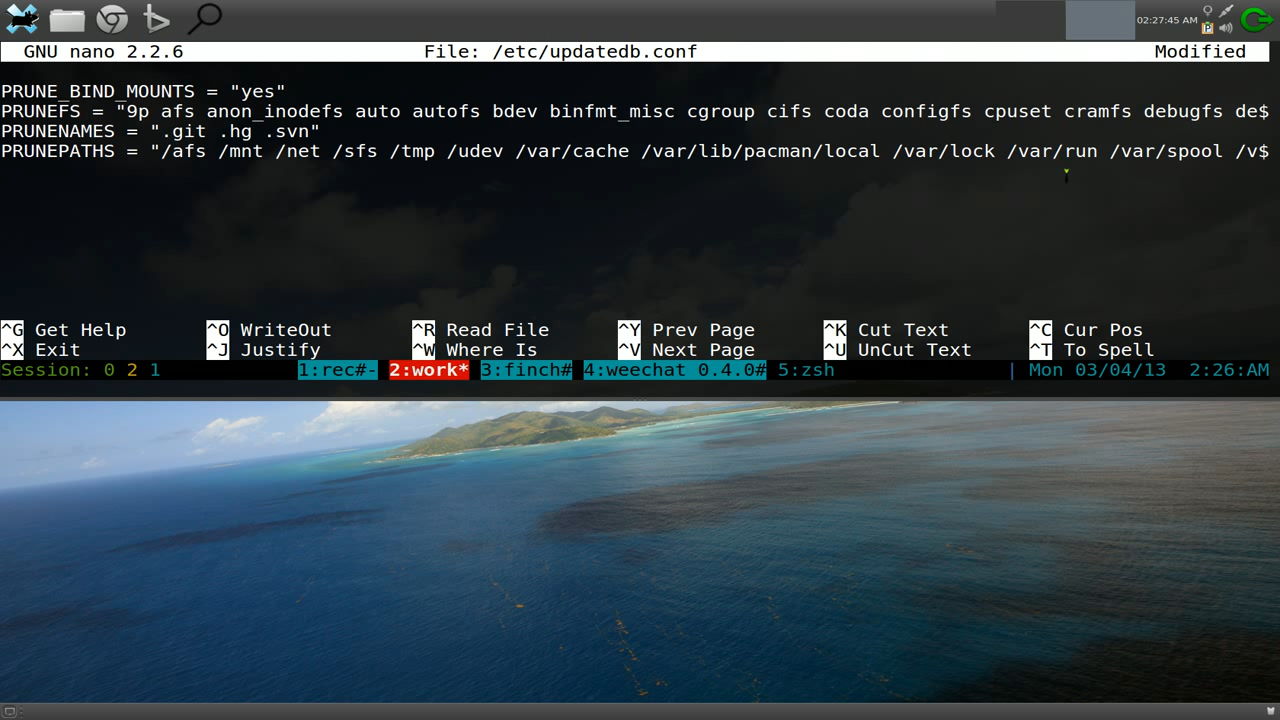 02:27:45 AM
GNU nano 2.2.6 File: /etc/updatedb.conf Modified
PRUNE_BIND_MOUNTS = "yes"
PRUNEFS = "9p afs anon_inodefs auto autofs bdev binfmt_misc cgroup cifs coda configfs cpuset cramfs debugfs de$
PRUNENAMES = ".git .hg .svn"
PRUNEPATHS = "/afs /mnt /net /sfs /tmp /udev /var/cache /var/lib/pacman/local /var/lock /var/run /var/spool /v$
^G Get Help ^O WriteOut ^R Read File ^Y Prev Page ^K Cut Text ^C Cur Pos
^X Exit ^J Justify ^W Where Is ^V Next Page ^U UnCut Text ^T To Spell
Session: 0 2 1 1:rec#- 2:work* 3:finch# 4:weechat 0.4.0# 5:zsh | Mon 03/04/13 2:26:AM